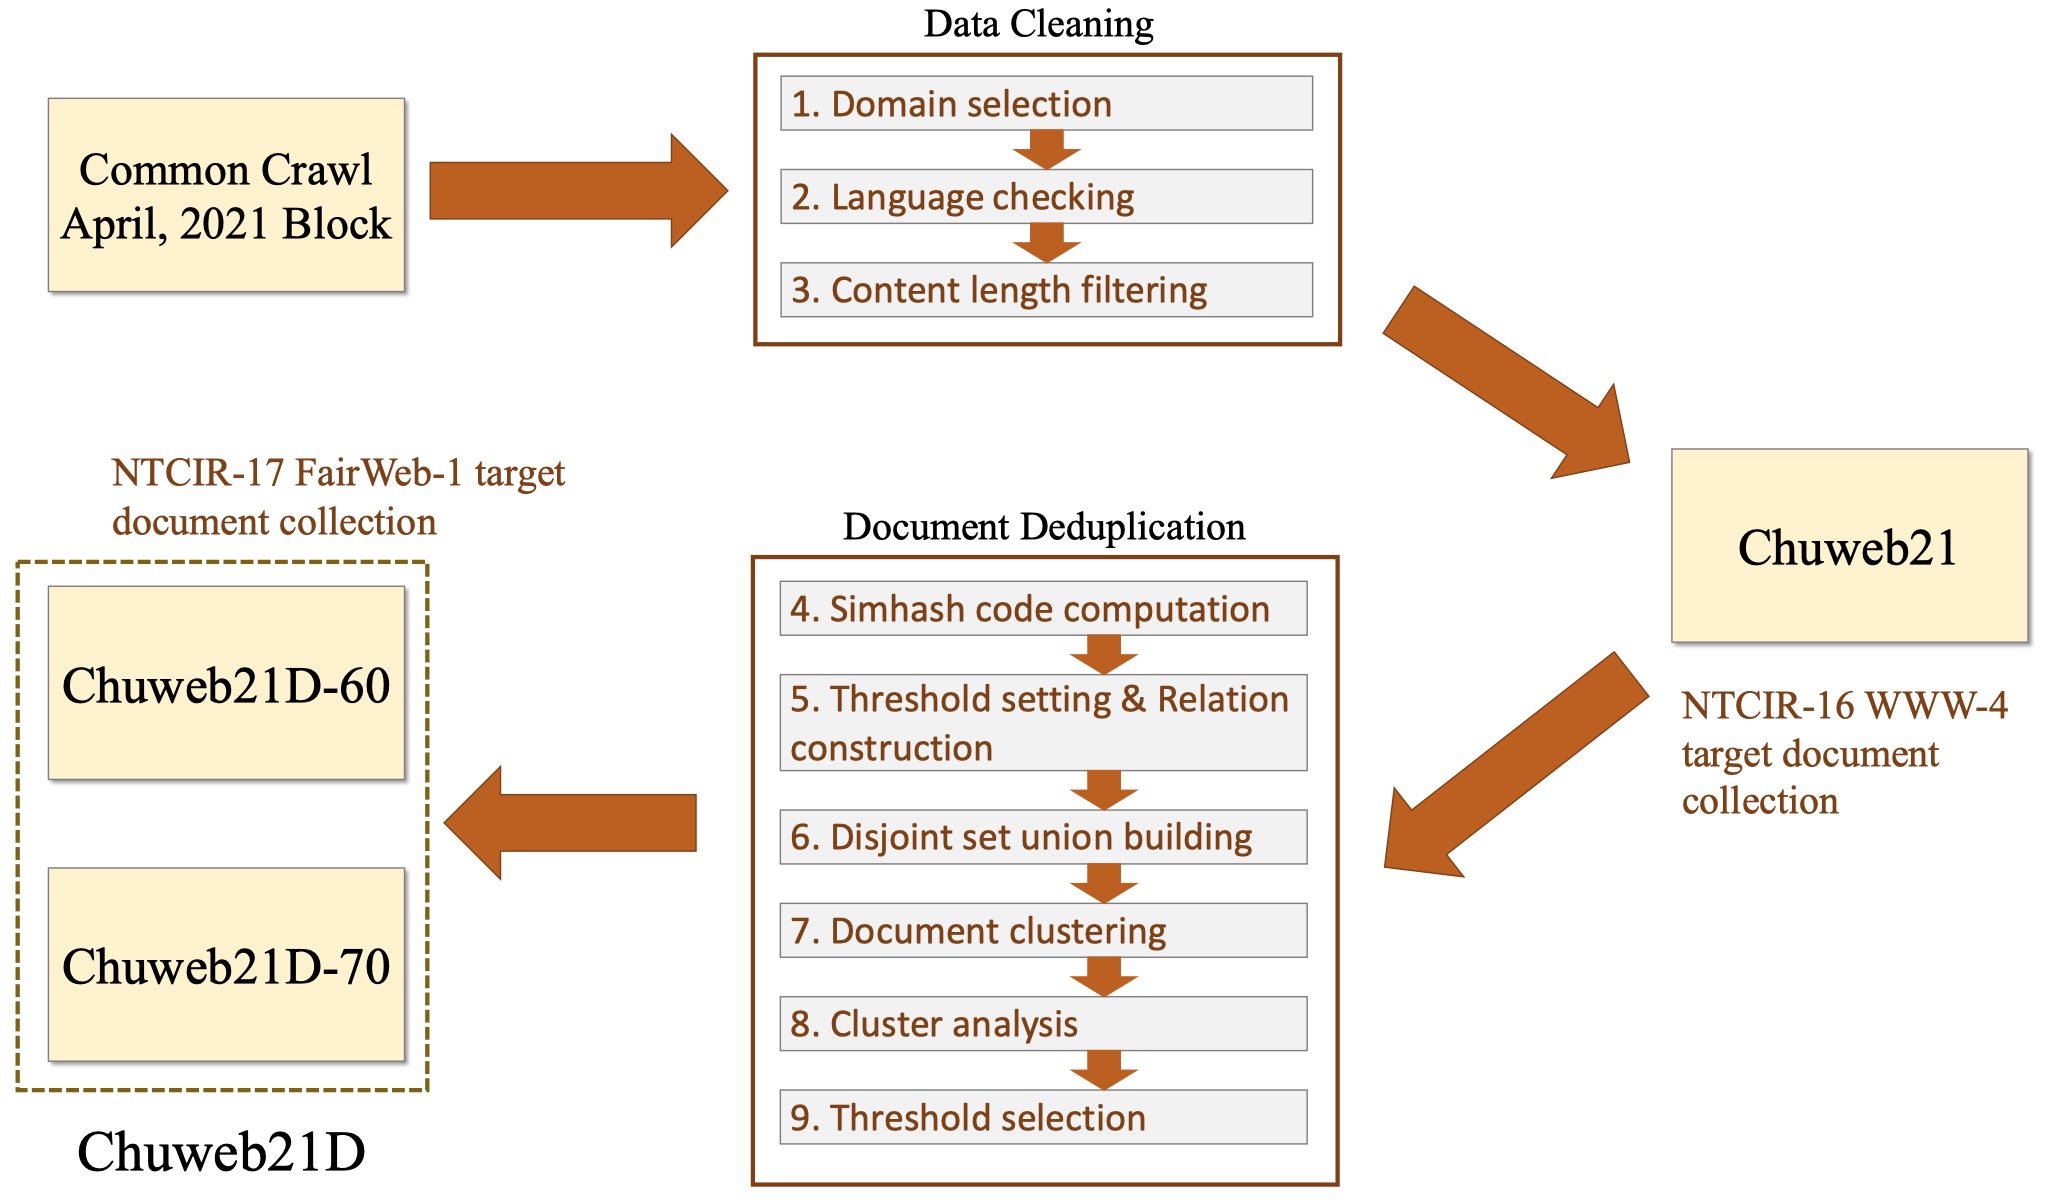 Data Cleaning
Common Crawl
April, 2021 Block
1. Domain selection
2. Language checking
3. Content length filtering
Chuweb21
NTCIR-16 WWW-4
target document
collection
Document Deduplication
4. Simhash code computation
5. Threshold setting & Relation
construction
6. Disjoint set union building
7. Document clustering
8. Cluster analysis
9. Threshold selection
NTCIR-17 FairWeb-1 target
document collection
Chuweb21D-60
Chuweb21D-70
Chuweb21D